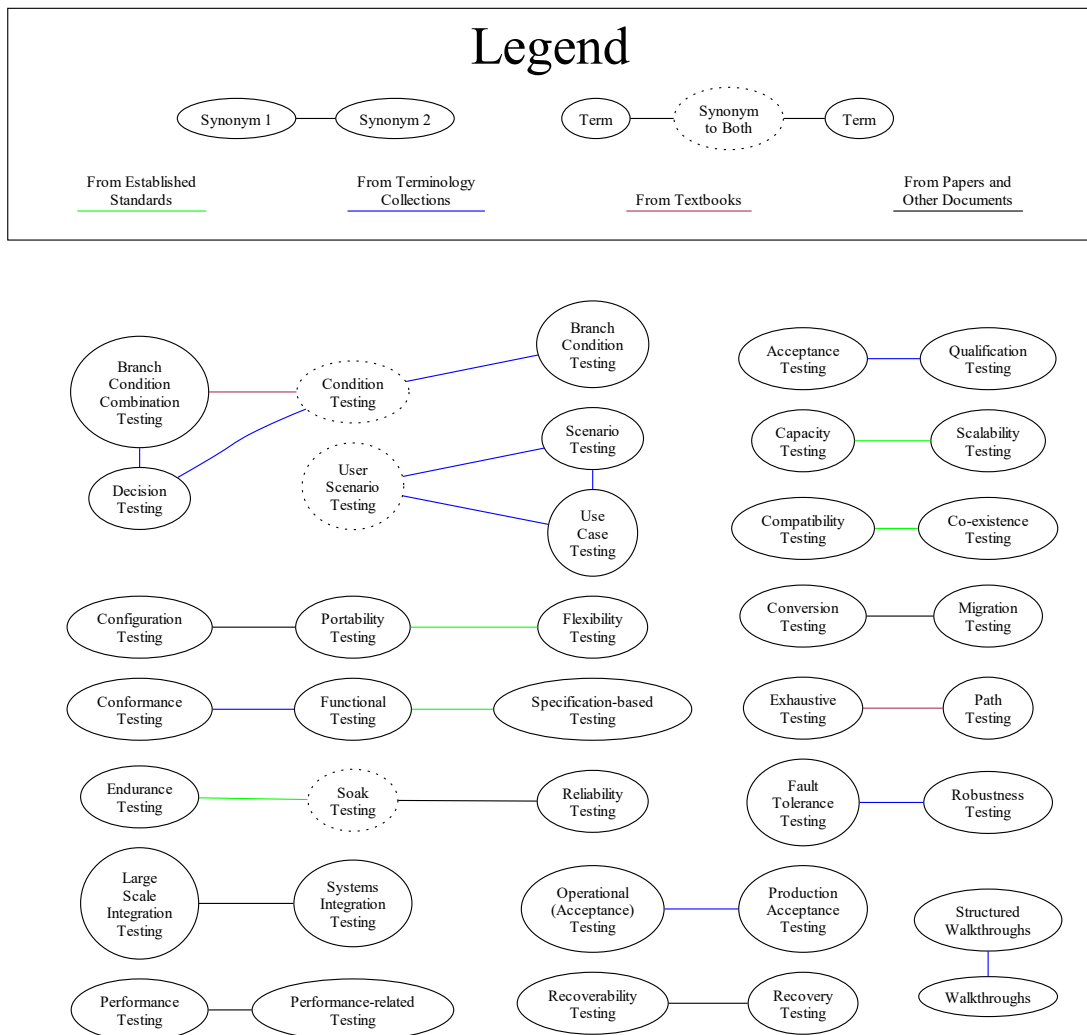 Legend
Synonym 1
Synonym 2
Term
Synonym
to Both
Term
From Established
Standards
From Terminology
Collections
From Textbooks
From Papers and
Other Documents
Branch
Condition
Combination
Testing
Condition
Testing
Branch
Condition
Testing
Decision
Testing
User
Scenario
Testing
Scenario
Testing
Use
Case
Testing
Acceptance
Testing
Qualification
Testing
Capacity
Testing
Scalability
Testing
Compatibility
Testing
Co-existence
Testing
Configuration
Testing
Portability
Testing
Flexibility
Testing
Conversion
Testing
Migration
Testing
Conformance
Testing
Functional
Testing
Specification-based
Testing
Exhaustive
Testing
Path
Testing
Endurance
Testing
Soak
Testing
Reliability
Testing
Fault
Tolerance
Testing
Robustness
Testing
Large
Scale
Integration
Testing
Systems
Integration
Testing
Operational
(Acceptance)
Testing
Production
Acceptance
Testing
Structured
Walkthroughs
Performance
Testing
Performance-related
Testing
Recoverability
Testing
Recovery
Testing
Walkthroughs